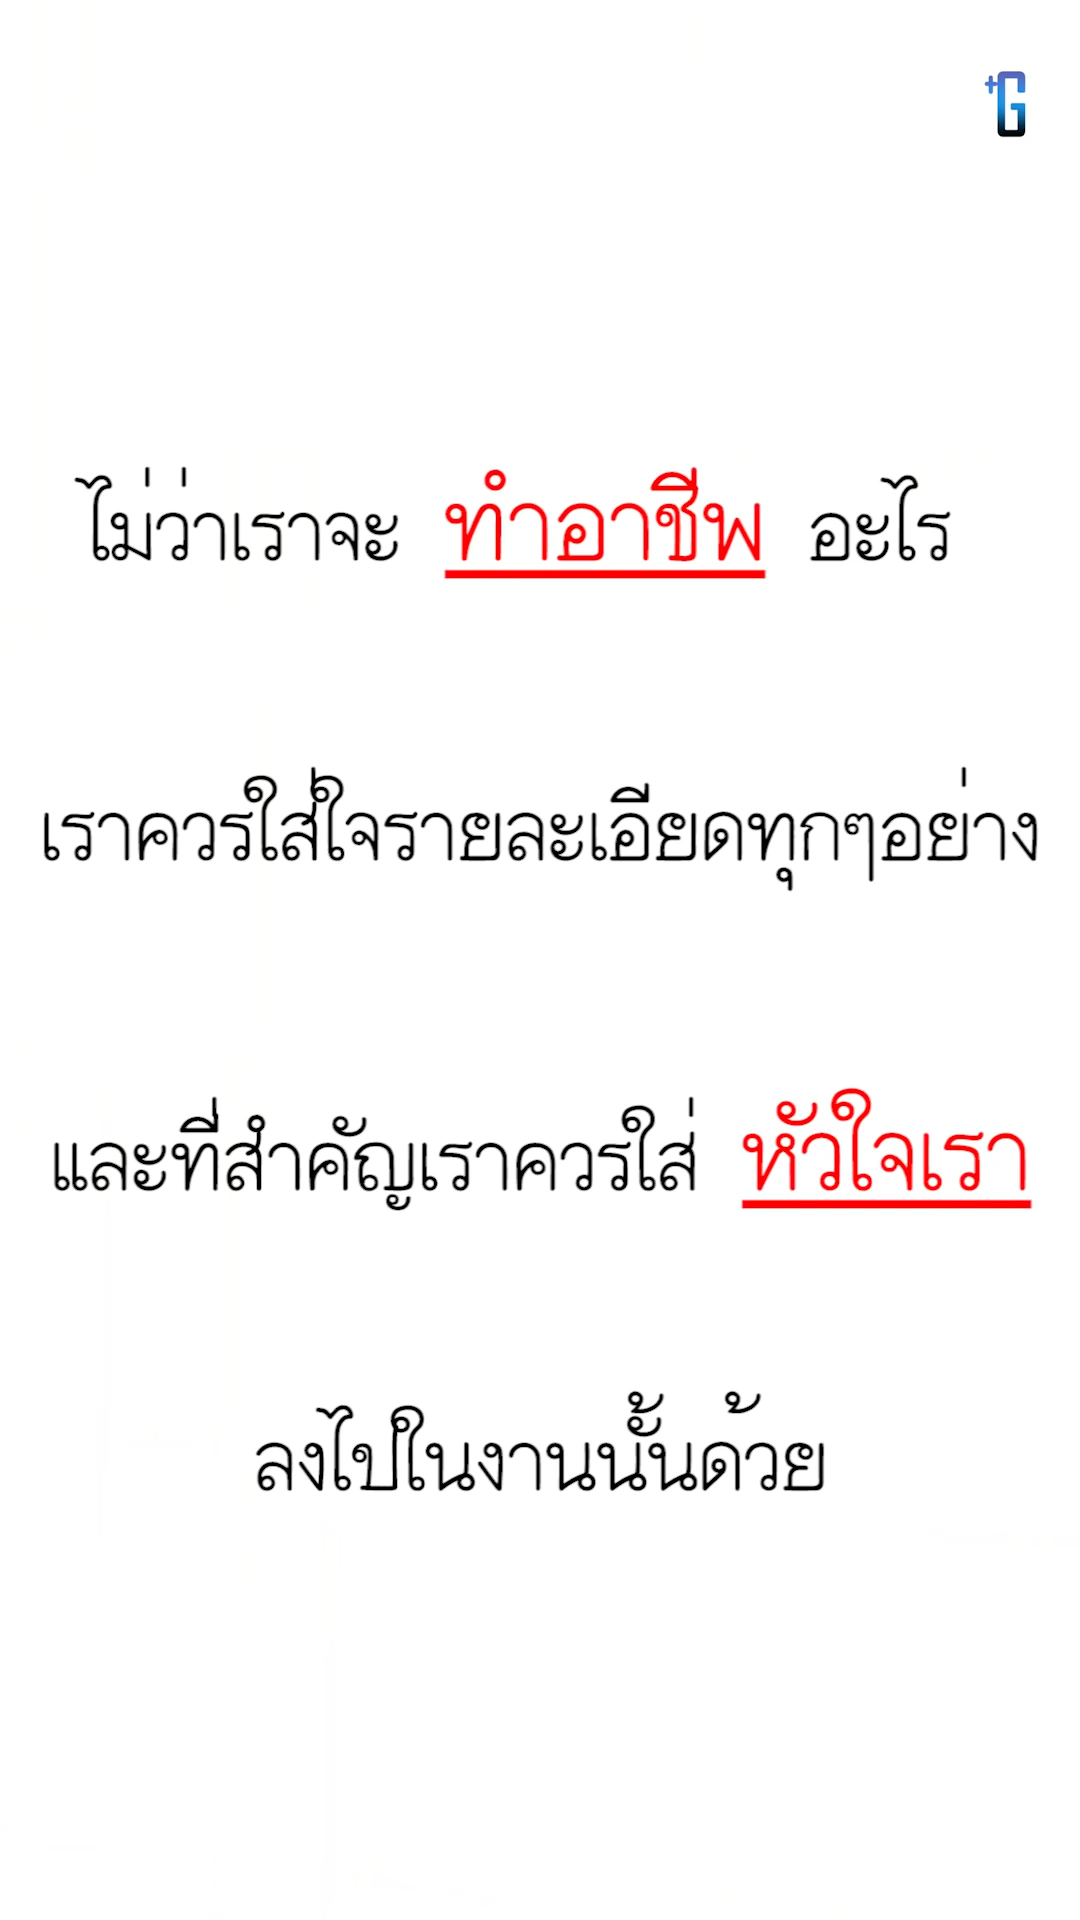 +G
ไม่ว่าเราจะ ทำอาชีพ อะไร
เราควรใส่ใจรายละเอียดทุกๆอย่าง
และที่สำคัญเราควรใส่ หัวใจเรา
ลงไปในงานนั้นด้วย